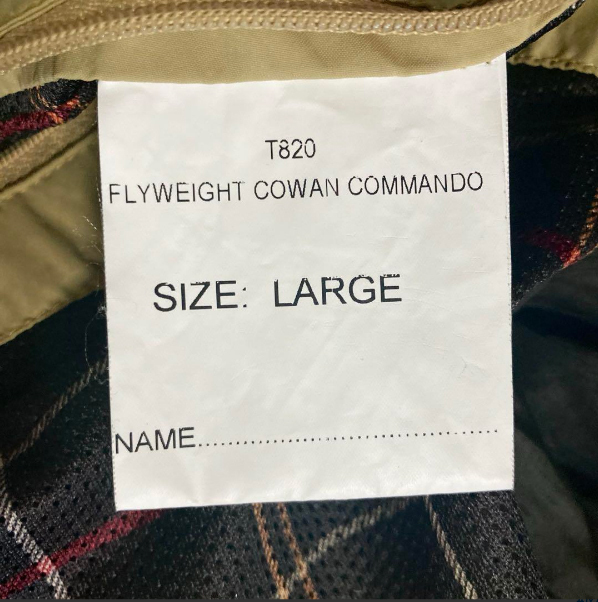 T820
FLYWEIGHT COWAN COMMANDO
SIZE: LARGE
NAME........................................